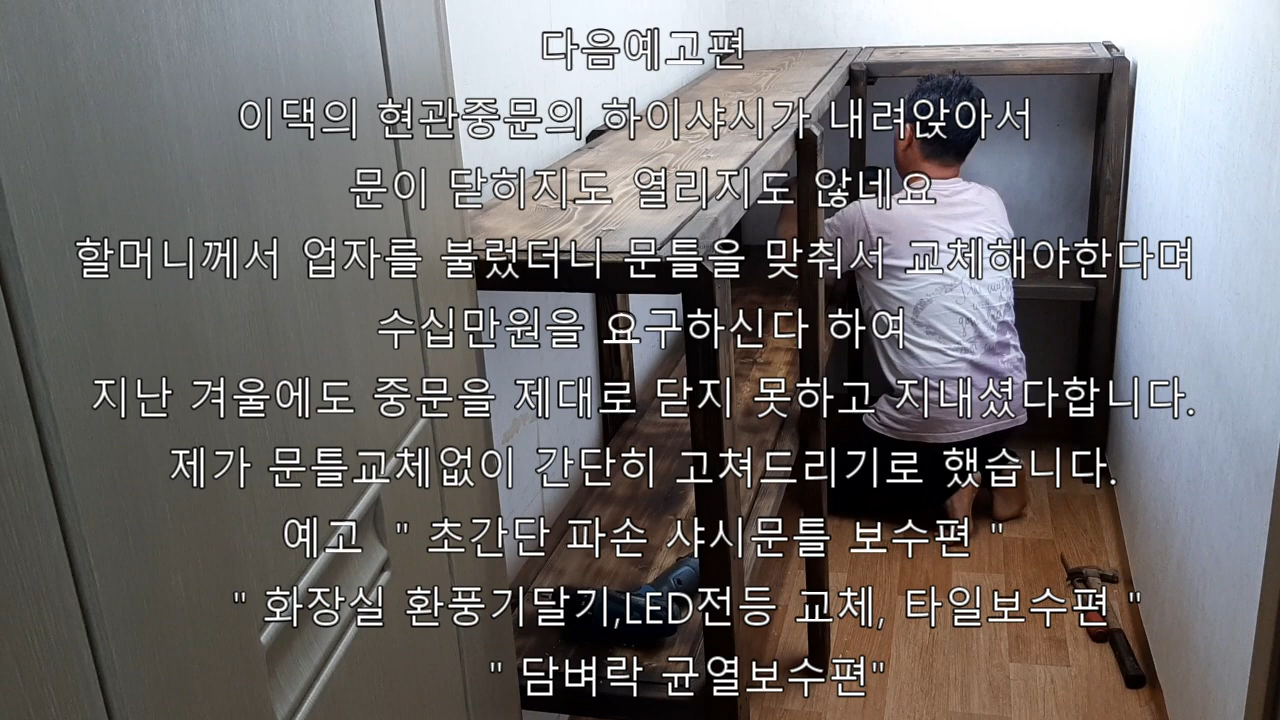 다음예고편
이댁의 현관중문의 하이샤시가 내려앉아서
문이 닫히지도 열리지도 않네요
할머니께서 업자를 불렀더니 문틀을 맞춰서 교체해야한다며
수십만원을 요구하신다 하여
지난 겨울에도 중문을 제대로 닫지 못하고 지내셨다합니다.
제가 문틀교체없이 간단히 고쳐드리기로 했습니다.
예고 " 초간단 파손 샤시문틀 보수편 "
" 화장실 환풍기달기,LED전등 교체, 타일보수편 "
" 담벼락 균열보수편"